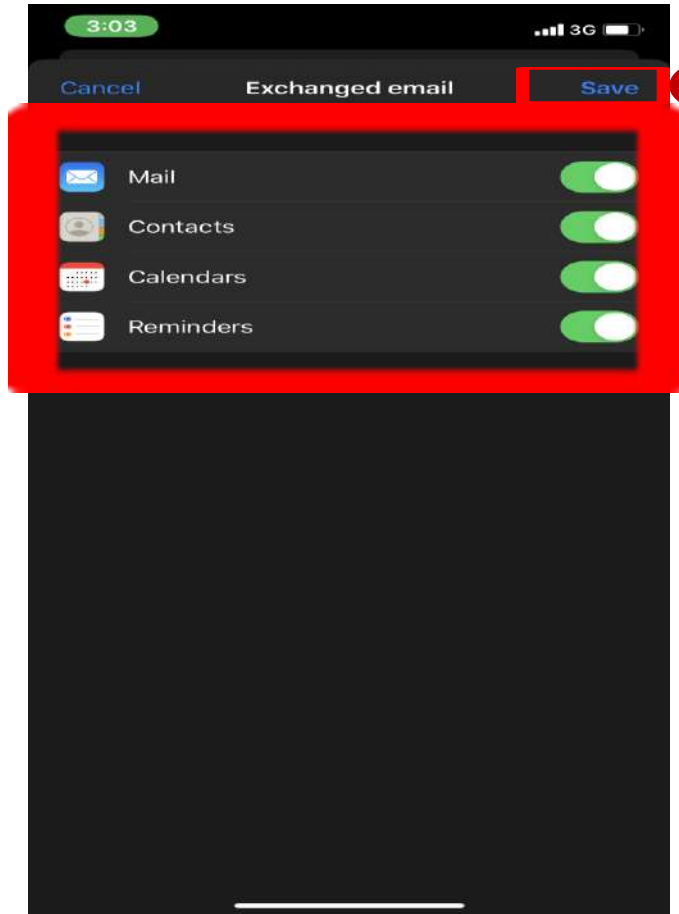 3:03 3G
Cancel Exchanged email Save
Mail
Contacts
Calendars
Reminders